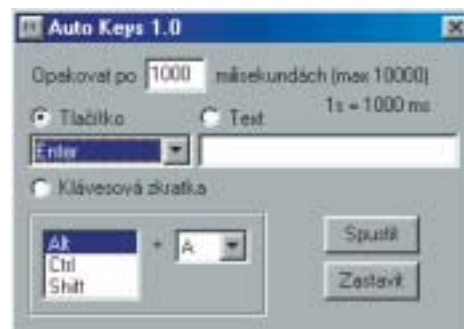 Auto Keys 1.0
Opakovat po 1000 milisekundách (max 10000)
1s = 1000 ms
Tlačítko Text
Enter
Klávesová zkratka
Alt + A
Ctrl
Shift
Spustit
Zastavit